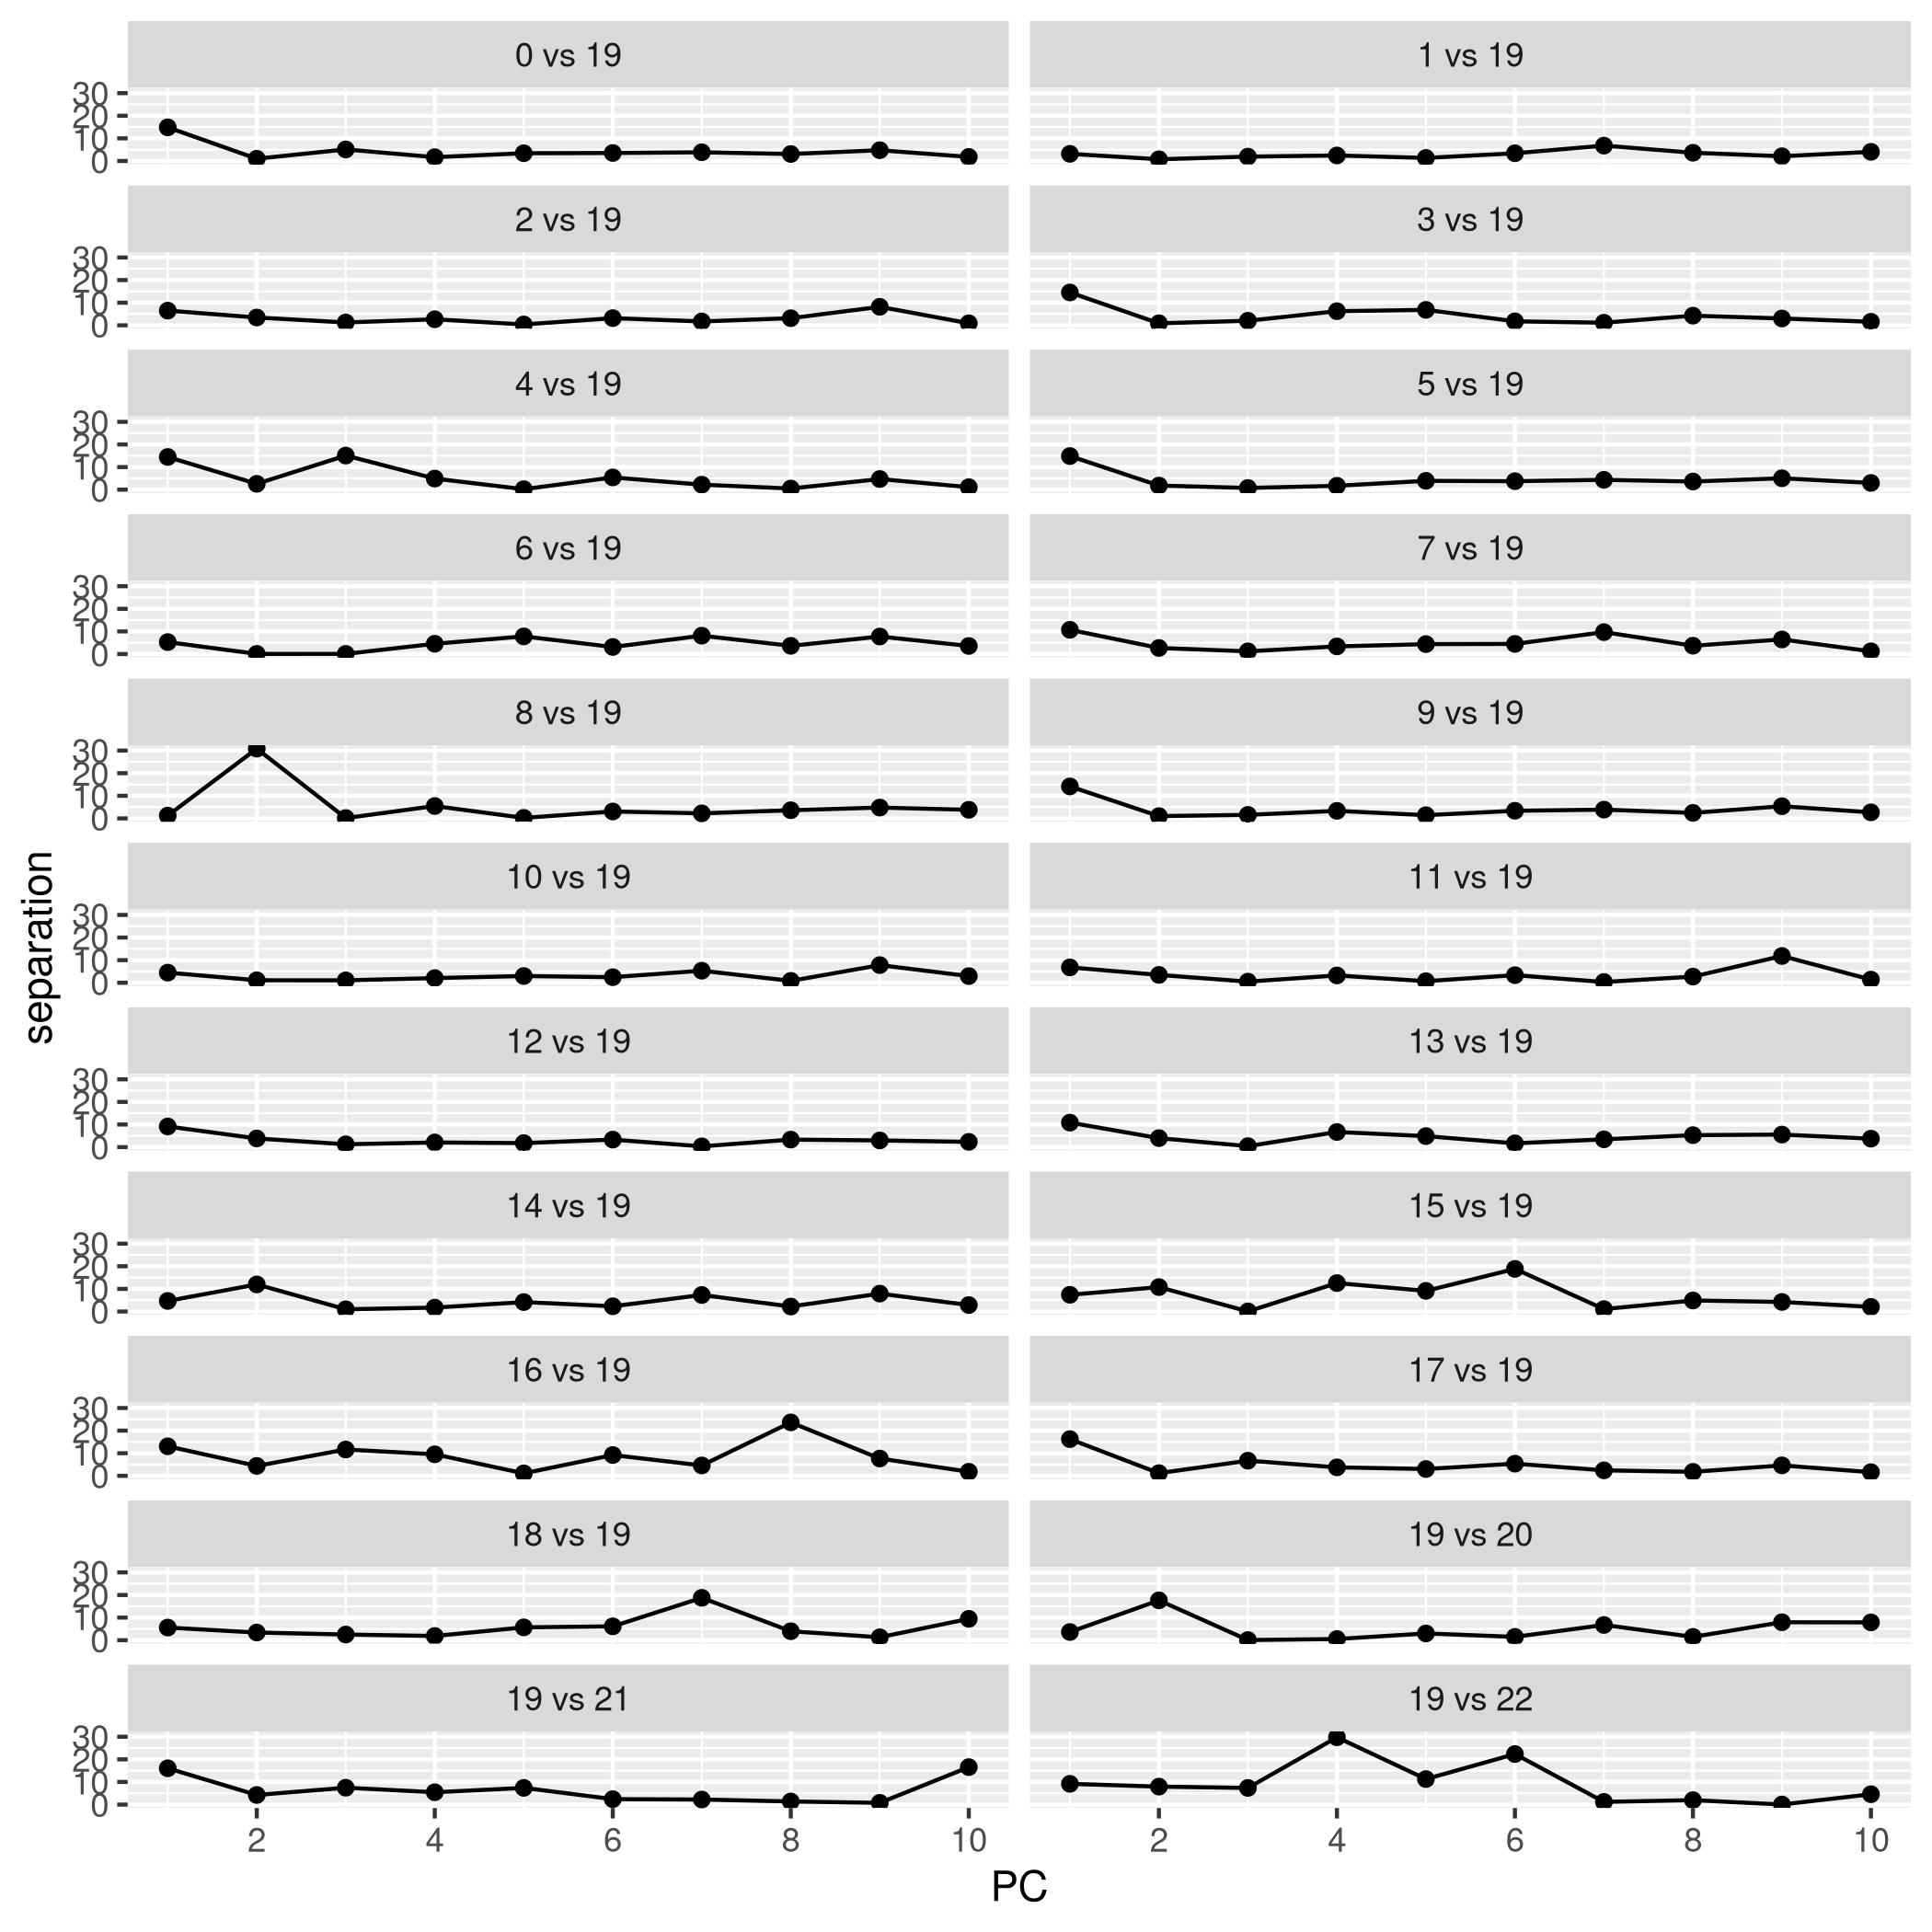 0 vs 19
1 vs 19
30
20
10
0
2 vs 19
3 vs 19
30
20
10
0
4 vs 19
5 vs 19
30
20
10
0
6 vs 19
7 vs 19
30
20
10
0
8 vs 19
9 vs 19
30
20
10
0
separation
10 vs 19
11 vs 19
30
20
10
0
12 vs 19
13 vs 19
30
20
10
0
14 vs 19
15 vs 19
30
20
10
0
16 vs 19
17 vs 19
30
20
10
0
18 vs 19
19 vs 20
30
20
10
0
19 vs 21
19 vs 22
30
20
10
0
2 4 6 8 10
2 4 6 8 10
PC